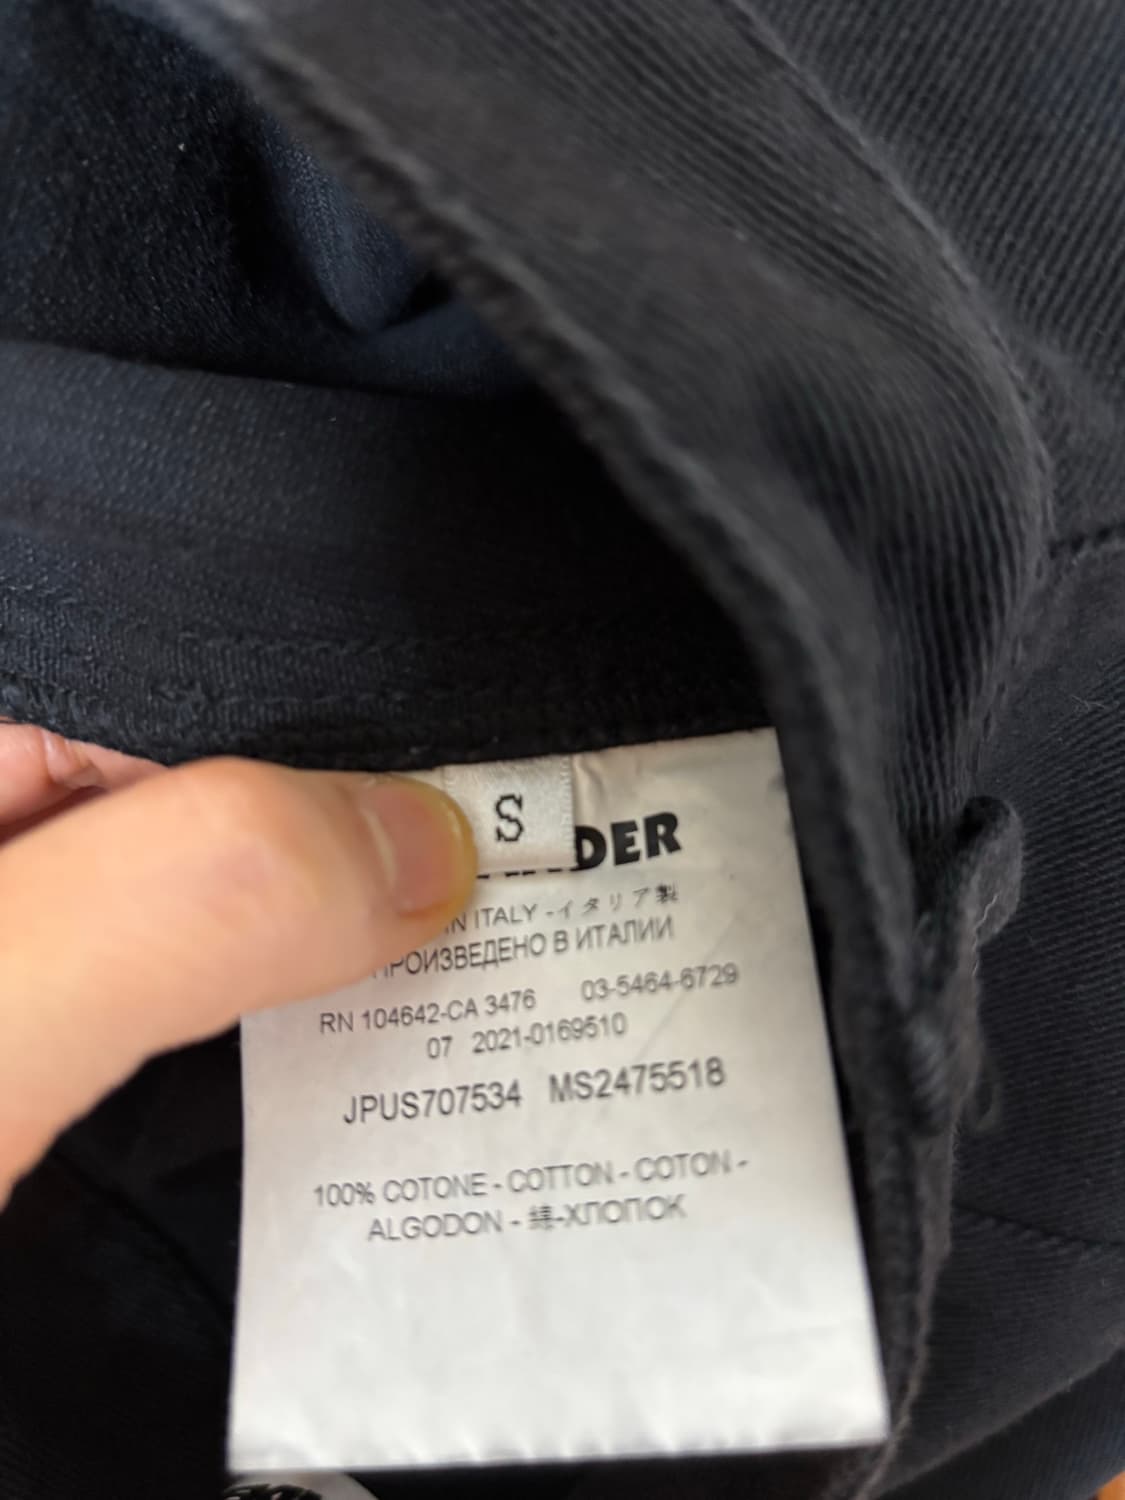 S
DER
IN ITALY - イタリア製
ПРОИЗВЕДЕНО В ИТАЛИИ
RN 104642-CA 3476 03-5464-6729
07 2021-0169510
JPUS707534 MS2475518
100% COTONE - COTTON - COTON -
ALGODON - 綿-ХЛОПОК